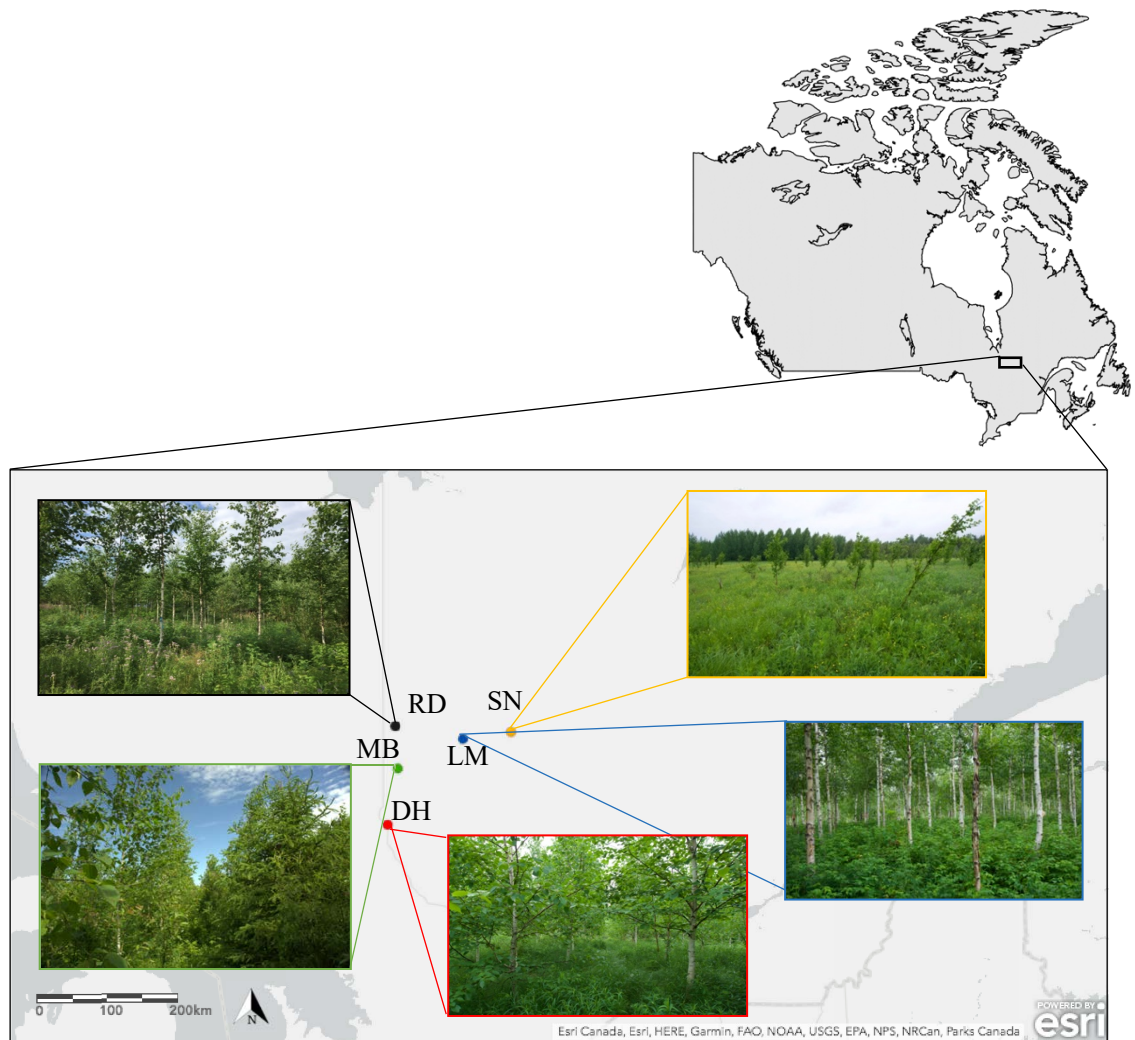 RD
SN
MB
LM
DH
0 100 200km
N
POWERED BY
esri
Esri Canada, Esri, HERE, Garmin, FAO, NOAA, USGS, EPA, NPS, NRCan, Parks Canada